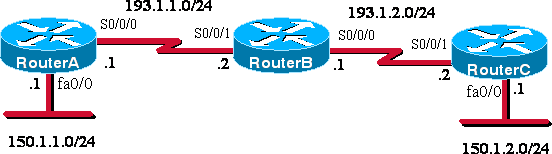 193.1.1.0/24
193.1.2.0/24
S0/0/0
S0/0/1
S0/0/0
S0/0/1
RouterA
RouterB
RouterC
.1
.2
.1
.2
.1
fa0/0
fa0/0
.1
150.1.1.0/24
150.1.2.0/24